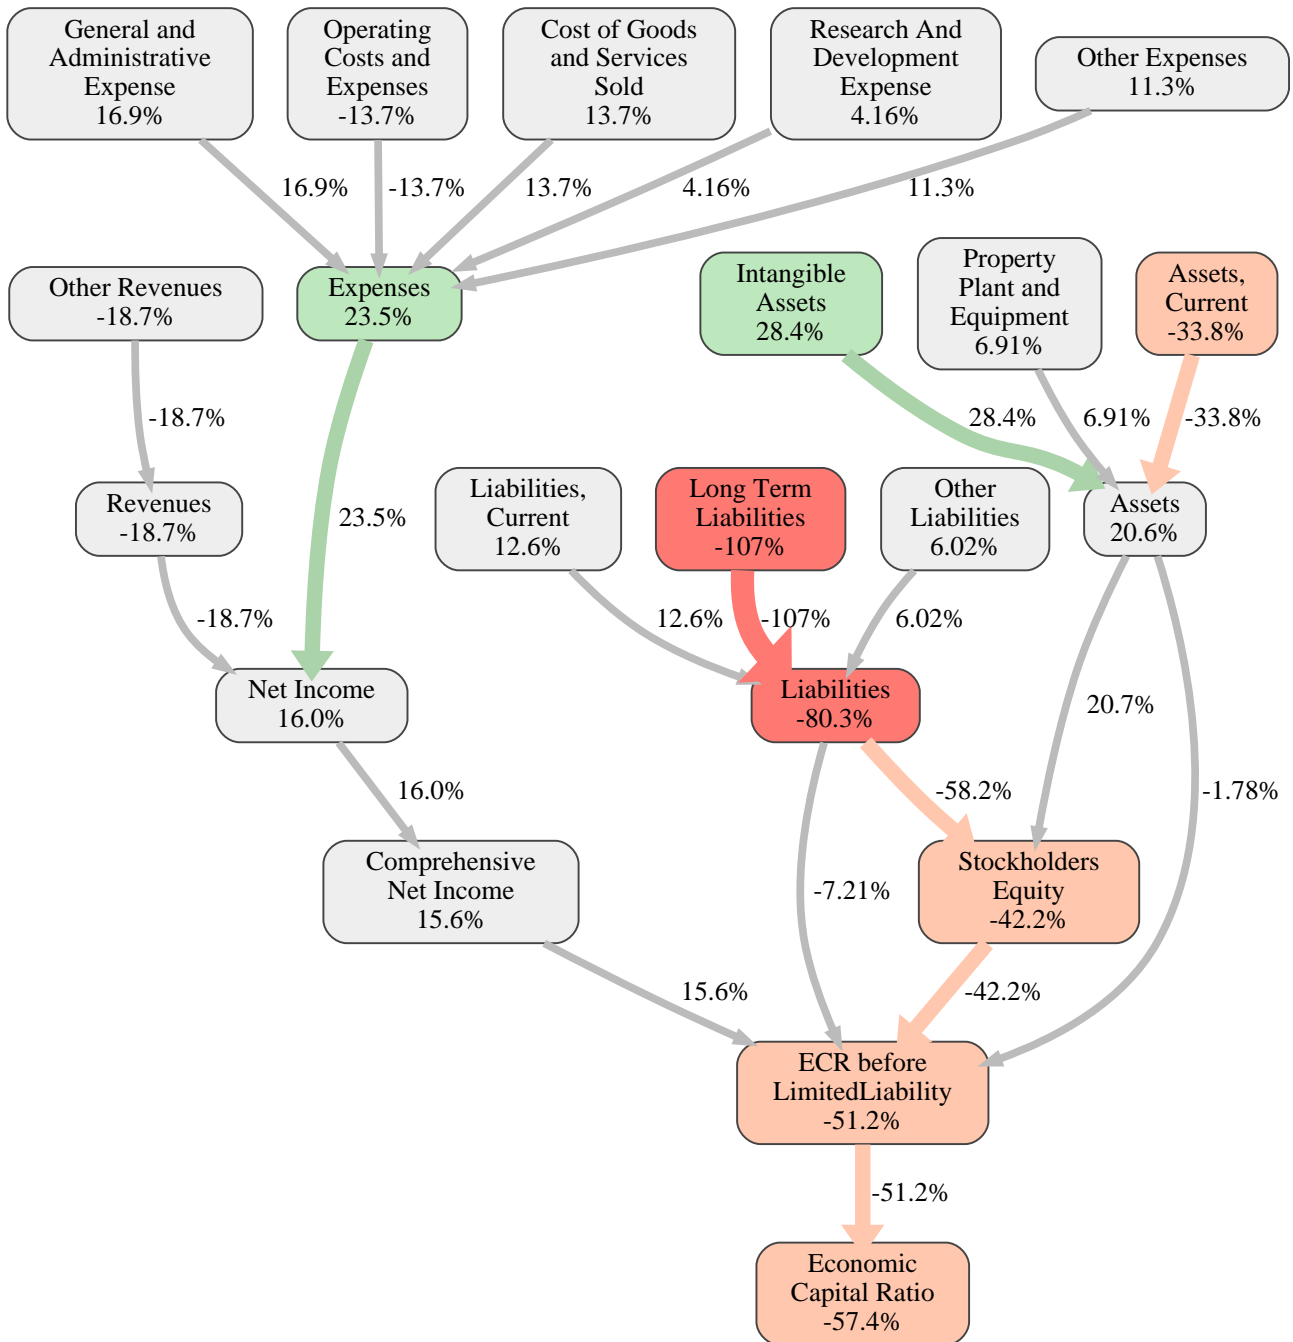 General and
Administrative
Expense
16.9%
Operating
Costs and
Expenses
-13.7%
Cost of Goods
and Services
Sold
13.7%
Research And
Development
Expense
4.16%
Other Expenses
11.3%
16.9%
-13.7%
13.7%
4.16%
11.3%
Other Revenues
-18.7%
Expenses
23.5%
Intangible
Assets
28.4%
Property
Plant and
Equipment
6.91%
Assets,
Current
-33.8%
-18.7%
28.4%
6.91%
-33.8%
Revenues
-18.7%
23.5%
Liabilities,
Current
12.6%
Long Term
Liabilities
-107%
Other
Liabilities
6.02%
Assets
20.6%
-18.7%
12.6%
-107%
6.02%
Net Income
16.0%
Liabilities
-80.3%
20.7%
16.0%
-58.2%
-1.78%
Comprehensive
Net Income
15.6%
-7.21%
Stockholders
Equity
-42.2%
15.6%
-42.2%
ECR before
LimitedLiability
-51.2%
-51.2%
Economic
Capital Ratio
-57.4%